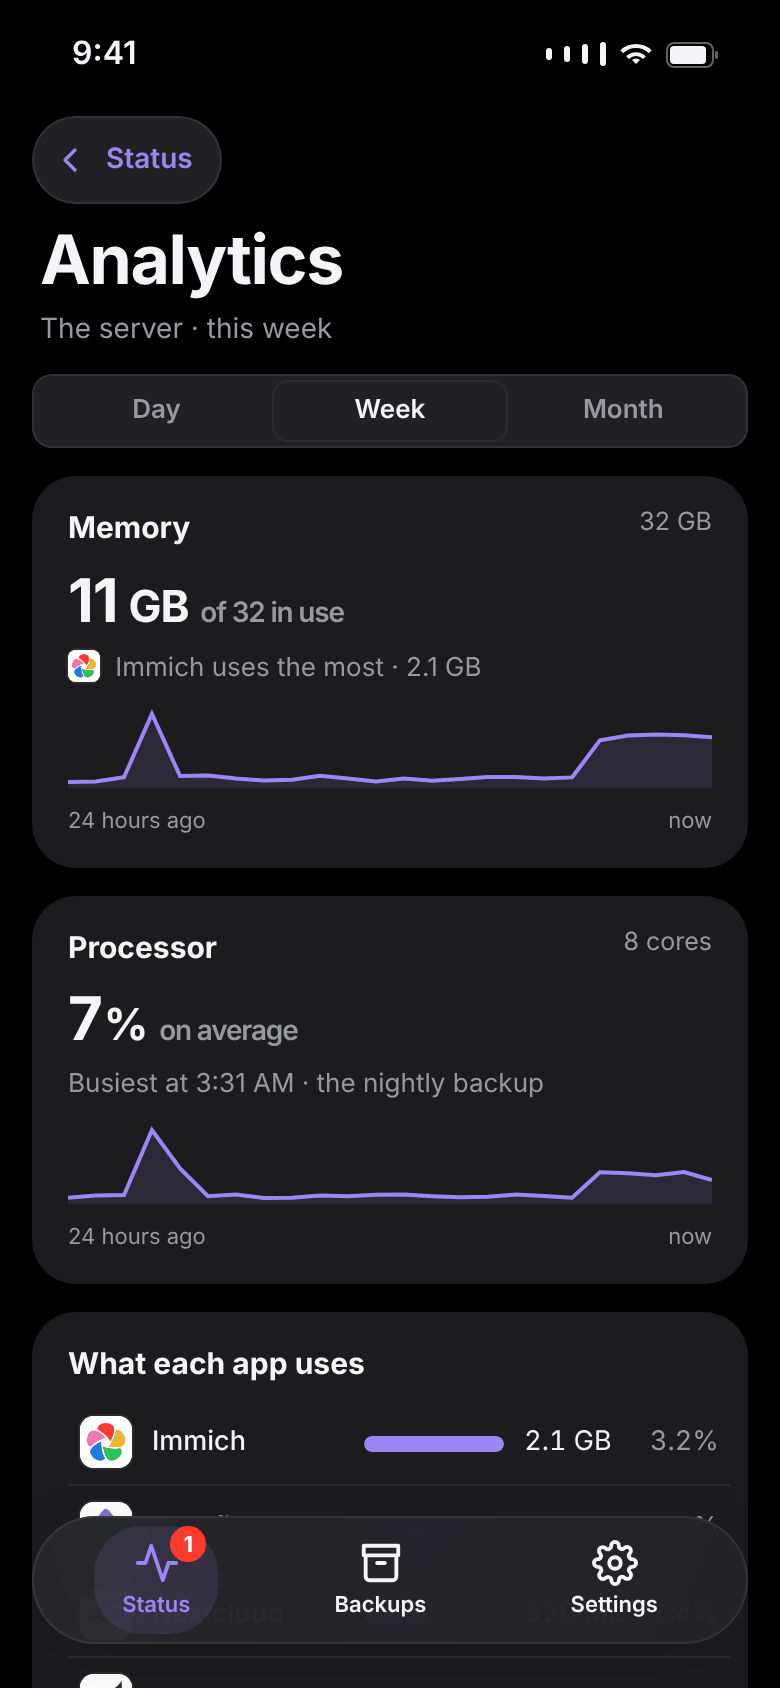 9:41
Status
Analytics
The server · this week
Day Week Month
Memory 32 GB
11 GB of 32 in use
Immich uses the most · 2.1 GB
24 hours ago now
Processor 8 cores
7% on average
Busiest at 3:31 AM · the nightly backup
24 hours ago now
What each app uses
Immich 2.1 GB 3.2%
1
Status Backups Settings